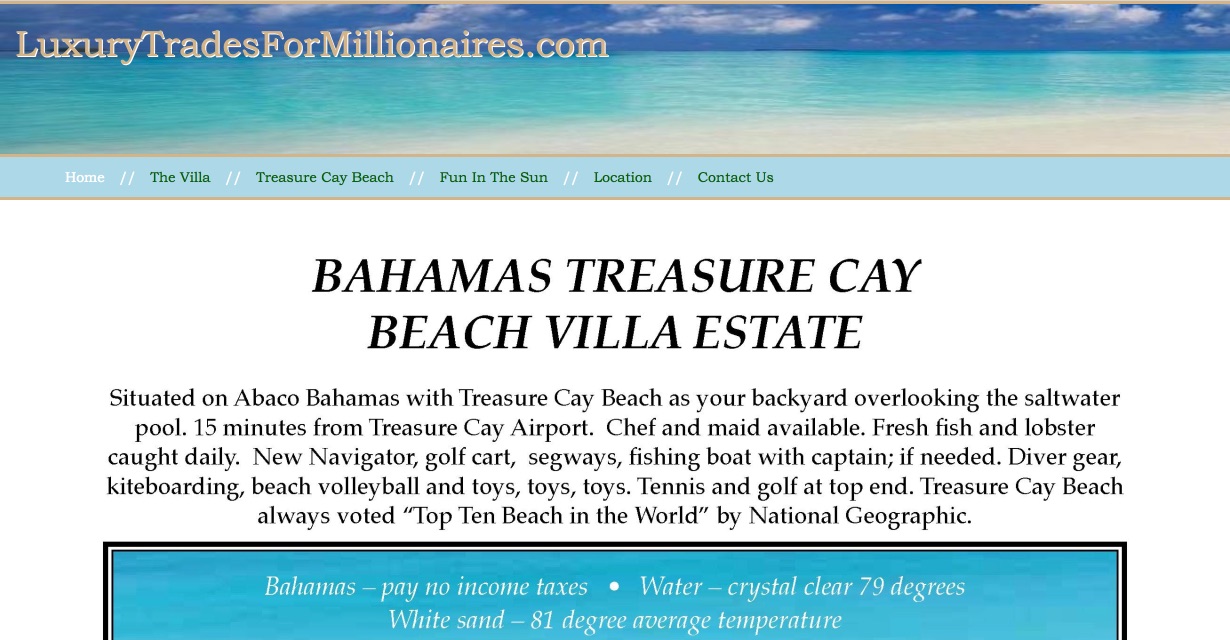 LuxuryTradesForMillionaires.com
Home // The Villa // Treasure Cay Beach // Fun In The Sun // Location // Contact Us
BAHAMAS TREASURE CAY
BEACH VILLA ESTATE
Situated on Abaco Bahamas with Treasure Cay Beach as your backyard overlooking the saltwater
pool. 15 minutes from Treasure Cay Airport.  Chef and maid available. Fresh fish and lobster
caught daily.  New Navigator, golf cart,  segways, fishing boat with captain; if needed. Diver gear,
kiteboarding, beach volleyball and toys, toys, toys. Tennis and golf at top end. Treasure Cay Beach
always voted “Top Ten Beach in the World” by National Geographic.
Bahamas – pay no income taxes • Water – crystal clear 79 degrees
White sand – 81 degree average temperature